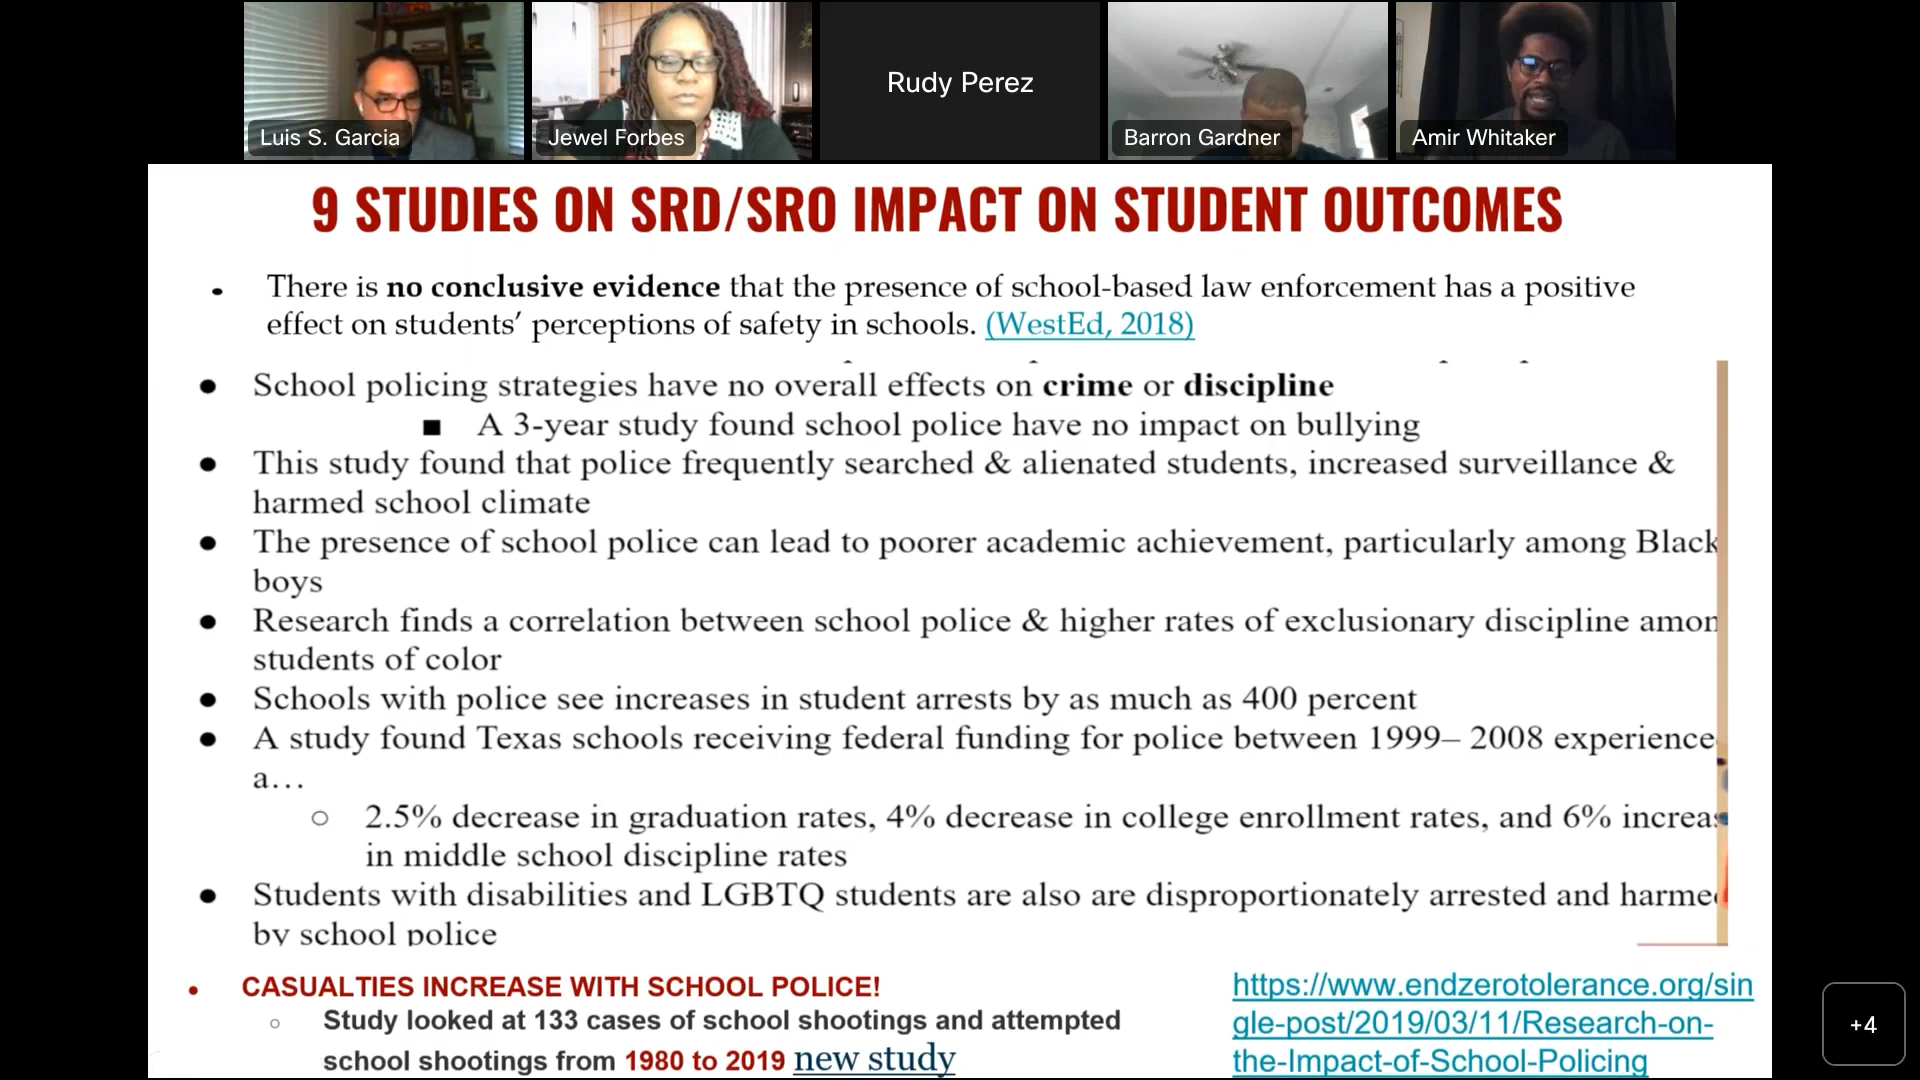 Luis S. Garcia
Jewel Forbes
Rudy Perez
Barron Gardner
Amir Whitaker
9 STUDIES ON SRD/SRO IMPACT ON STUDENT OUTCOMES
• There is no conclusive evidence that the presence of school-based law enforcement has a positive
effect on students’ perceptions of safety in schools. (WestEd, 2018)
● School policing strategies have no overall effects on crime or discipline
■ A 3-year study found school police have no impact on bullying
● This study found that police frequently searched & alienated students, increased surveillance &
harmed school climate
● The presence of school police can lead to poorer academic achievement, particularly among Black
boys
● Research finds a correlation between school police & higher rates of exclusionary discipline amon
students of color
● Schools with police see increases in student arrests by as much as 400 percent
● A study found Texas schools receiving federal funding for police between 1999– 2008 experience
a…
○ 2.5% decrease in graduation rates, 4% decrease in college enrollment rates, and 6% increas
in middle school discipline rates
● Students with disabilities and LGBTQ students are also are disproportionately arrested and harme
by school police
• CASUALTIES INCREASE WITH SCHOOL POLICE!
○ Study looked at 133 cases of school shootings and attempted
school shootings from 1980 to 2019 new study
https://www.endzerotolerance.org/sin
gle-post/2019/03/11/Research-on-
the-Impact-of-School-Policing
+4